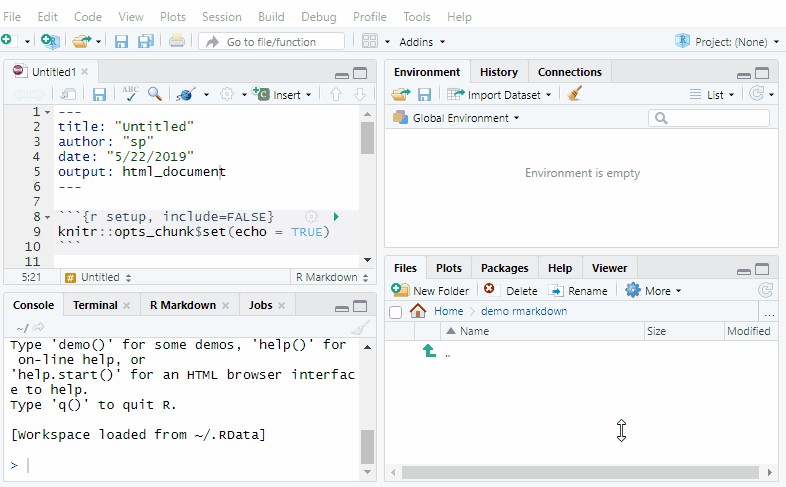 File Edit Code View Plots Session Build Debug Profile Tools Help
Go to file/function Addins Project: (None)
Untitled1
ABC Insert
1 ---
2 title: "Untitled"
3 author: "sp"
4 date: "5/22/2019"
5 output: html_document
6 ---
7
8 ```{r setup, include=FALSE}
9 knitr::opts_chunk$set(echo = TRUE)
10 ```
11
5:21 # Untitled R Markdown
Console Terminal R Markdown Jobs
~/
Type 'demo()' for some demos, 'help()' for
on-line help, or
'help.start()' for an HTML browser interfac
e to help.
Type 'q()' to quit R.
[Workspace loaded from ~/.RData]
>
Environment History Connections
Import Dataset List
Global Environment
Environment is empty
Files Plots Packages Help Viewer
New Folder Delete Rename More
Home demo rmarkdown ...
Name Size Modified
..